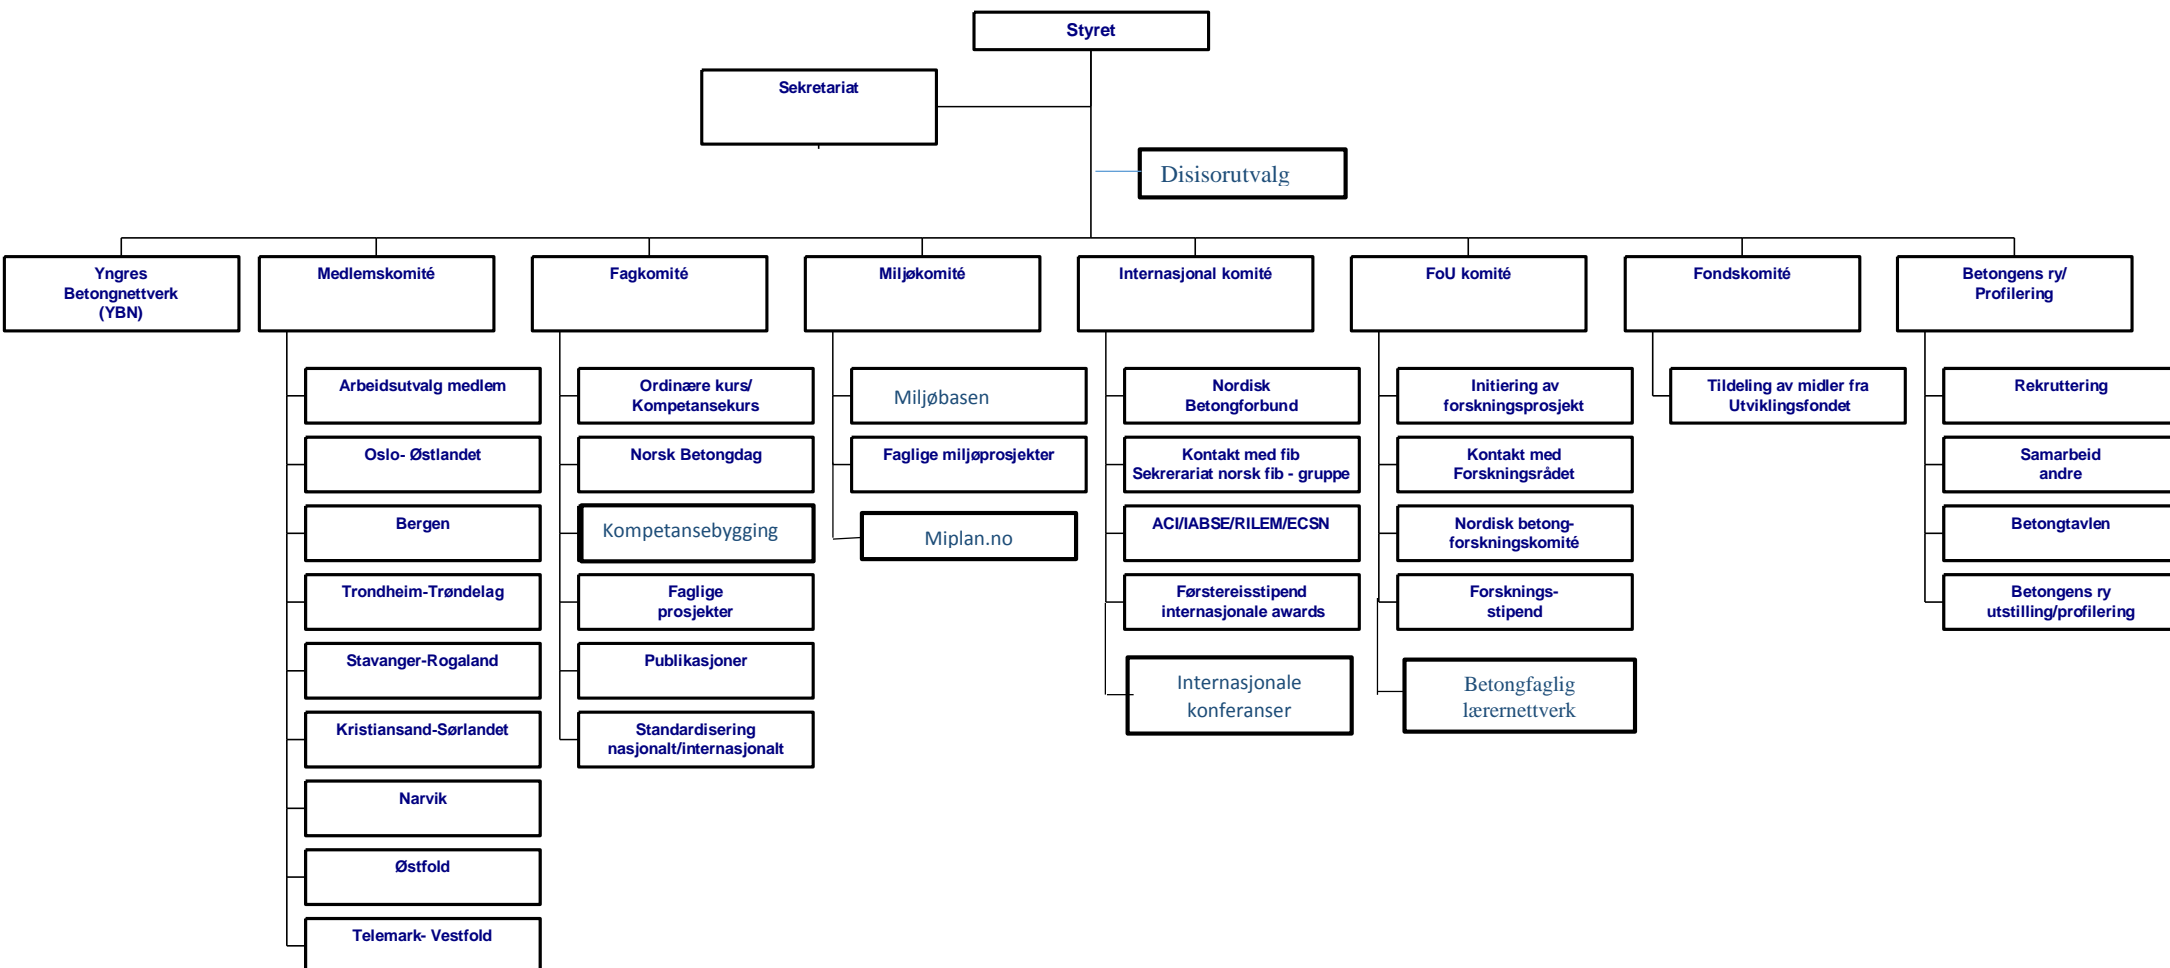 Styret
Sekretariat
Disisorutvalg
Yngres
Betongnettverk
(YBN)
Medlemskomité
Fagkomité
Miljøkomité
Internasjonal komité
FoU komité
Fondskomité
Betongens ry/
Profilering
Arbeidsutvalg medlem
Oslo- Østlandet
Bergen
Trondheim-Trøndelag
Stavanger-Rogaland
Kristiansand-Sørlandet
Narvik
Østfold
Telemark- Vestfold
Ordinære kurs/
Kompetansekurs
Norsk Betongdag
Kompetansebygging
Faglige
prosjekter
Publikasjoner
Standardisering
nasjonalt/internasjonalt
Miljøbasen
Faglige miljøprosjekter
Miplan.no
Nordisk
Betongforbund
Kontakt med fib
Sekrerariat norsk fib - gruppe
ACI/IABSE/RILEM/ECSN
Førstereisstipend
internasjonale awards
Internasjonale
konferanser
Initiering av
forskningsprosjekt
Kontakt med
Forskningsrådet
Nordisk betong-
forskningskomité
Forsknings-
stipend
Betongfaglig
lærernettverk
Tildeling av midler fra
Utviklingsfondet
Rekruttering
Samarbeid
andre
Betongtavlen
Betongens ry
utstilling/profilering